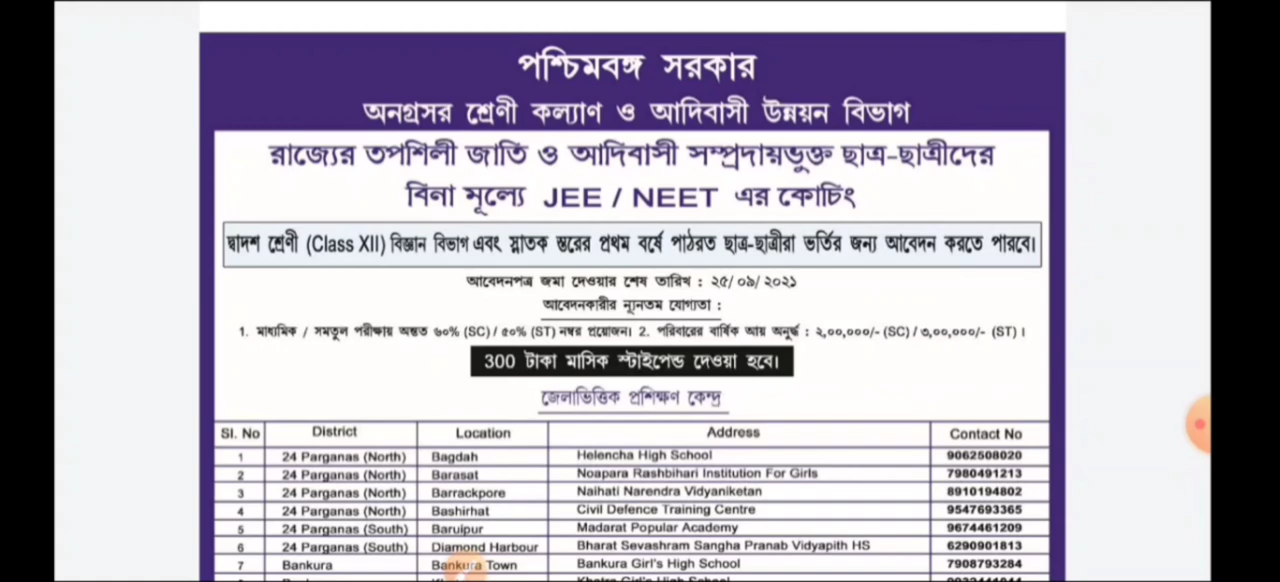 পশ্চিমবঙ্গ সরকার
অনগ্রসর শ্রেণী কল্যাণ ও আদিবাসী উন্নয়ন বিভাগ
রাজ্যের তপশিলী জাতি ও আদিবাসী সম্প্রদায়ভুক্ত ছাত্র-ছাত্রীদের
বিনা মূল্যে JEE / NEET এর কোচিং
দ্বাদশ শ্রেণী (Class XII) বিজ্ঞান বিভাগ এবং স্নাতক স্তরের প্রথম বর্ষে পাঠরত ছাত্র-ছাত্রীরা ভর্তির জন্য আবেদন করতে পারবে।
আবেদনপত্র জমা দেওয়ার শেষ তারিখ : ২৫/০৯/২০২১
আবেদনকারীর ন্যূনতম যোগ্যতা :
1. মাধ্যমিক / সমতুল পরীক্ষায় অন্তত ৬০% (SC) / ৫০% (ST) নম্বর প্রয়োজন। 2. পরিবারের বার্ষিক আয় অনুর্দ্ধ : ২,০০,০০০/- (SC) / ৩,০০,০০০/- (ST) ।
300 টাকা মাসিক স্টাইপেন্ড দেওয়া হবে।
জেলাভিত্তিক প্রশিক্ষণ কেন্দ্র
Sl. No District Location Address Contact No
1 24 Parganas (North) Bagdah Helencha High School 9062508020
2 24 Parganas (North) Barasat Noapara Rashbihari Institution For Girls 7980491213
3 24 Parganas (North) Barrackpore Naihati Narendra Vidyaniketan 8910194802
4 24 Parganas (North) Bashirhat Civil Defence Training Centre 9547693365
5 24 Parganas (South) Baruipur Madarat Popular Academy 9674461209
6 24 Parganas (South) Diamond Harbour Bharat Sevashram Sangha Pranab Vidyapith HS 6290901813
7 Bankura Bankura Town Bankura Girl's High School 7908793284